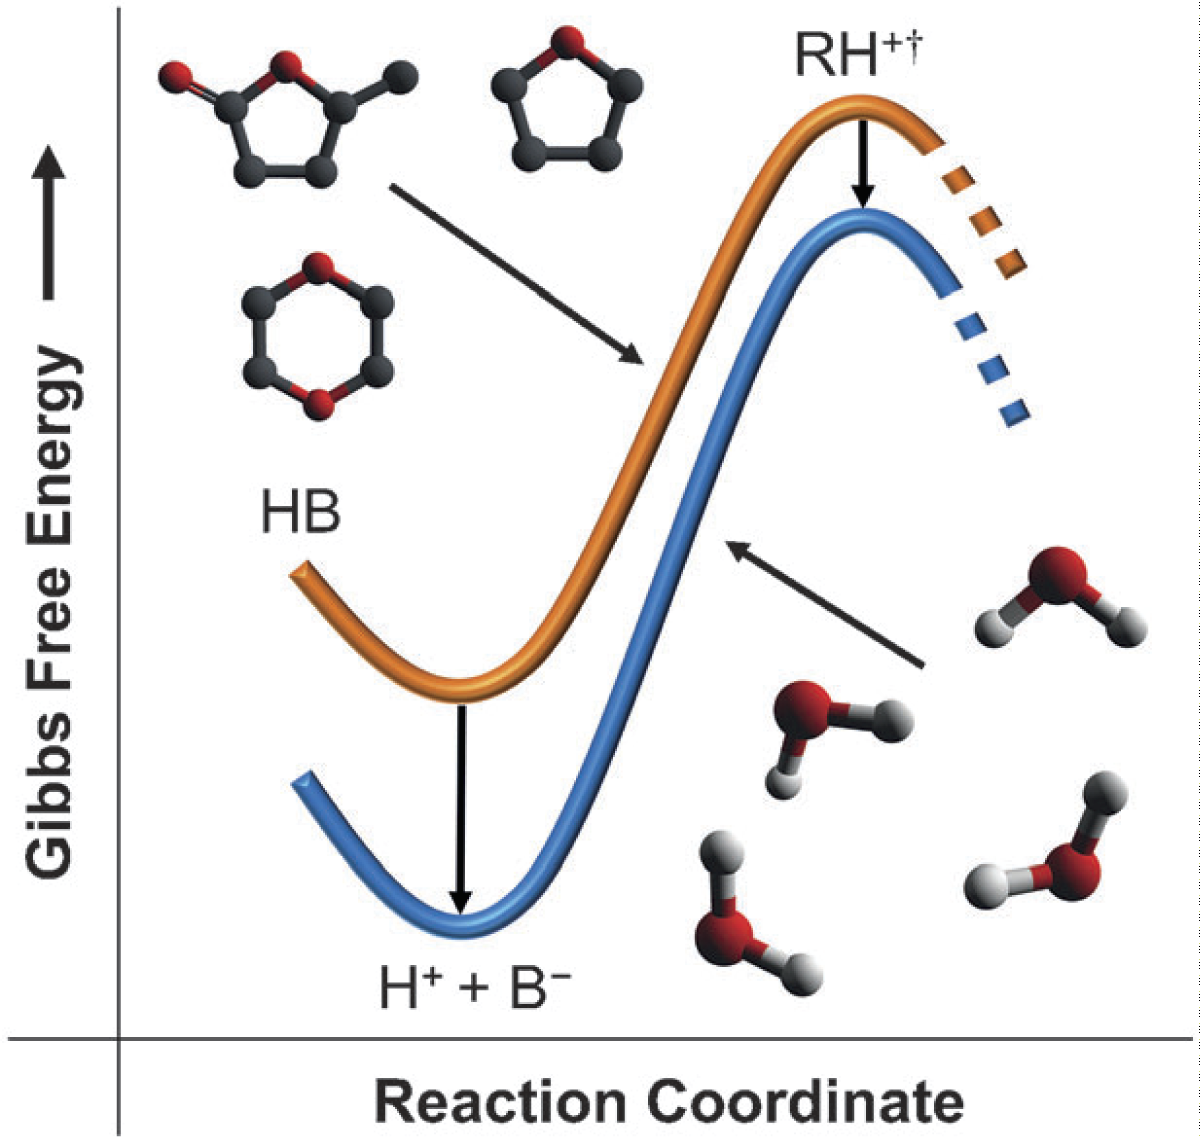 RH⁺†
HB
H⁺ + B⁻
Gibbs Free Energy
Reaction Coordinate